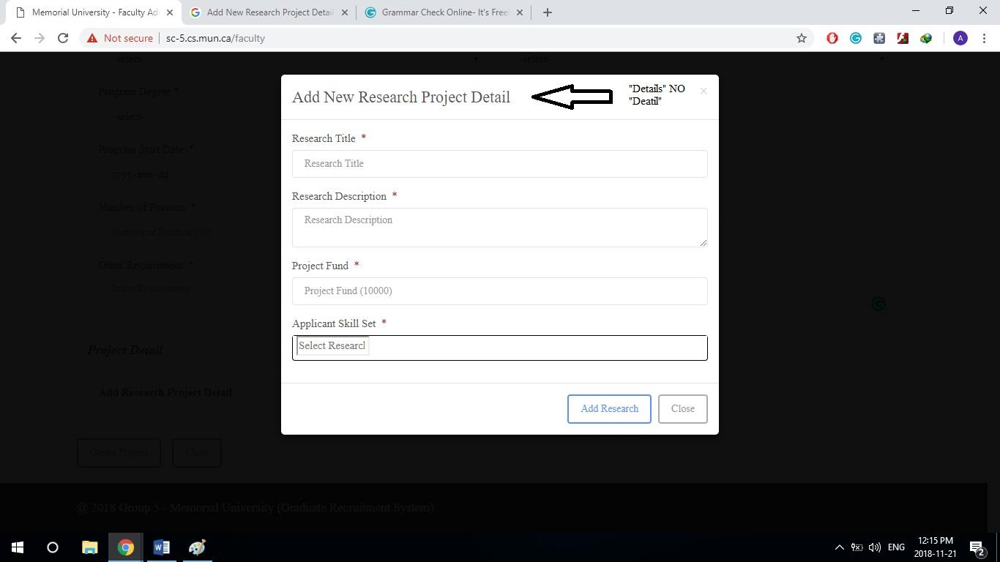 Memorial University - Faculty Adı
Add New Research Project Detail
Grammar Check Online- It's Free
Not secure
sc-5.cs.mun.ca/faculty
A
-select-
-select-
Program Degree *
-select-
Program Start Date *
yyyy-mm-dd
Number of Position *
Number of Position (10)
Other Requirement *
Other Requirement
Project Detail
Add Research Project Detail
Create Project
Close
@ 2018 Group 5 - Memorial University (Graduate Recruitment System)
Add New Research Project Detail
"Details" NO
"Deatil"
×
Research Title *
Research Title
Research Description *
Research Description
Project Fund *
Project Fund (10000)
Applicant Skill Set *
Select Research
Add Research
Close
ENG
12:15 PM
2018-11-21
2